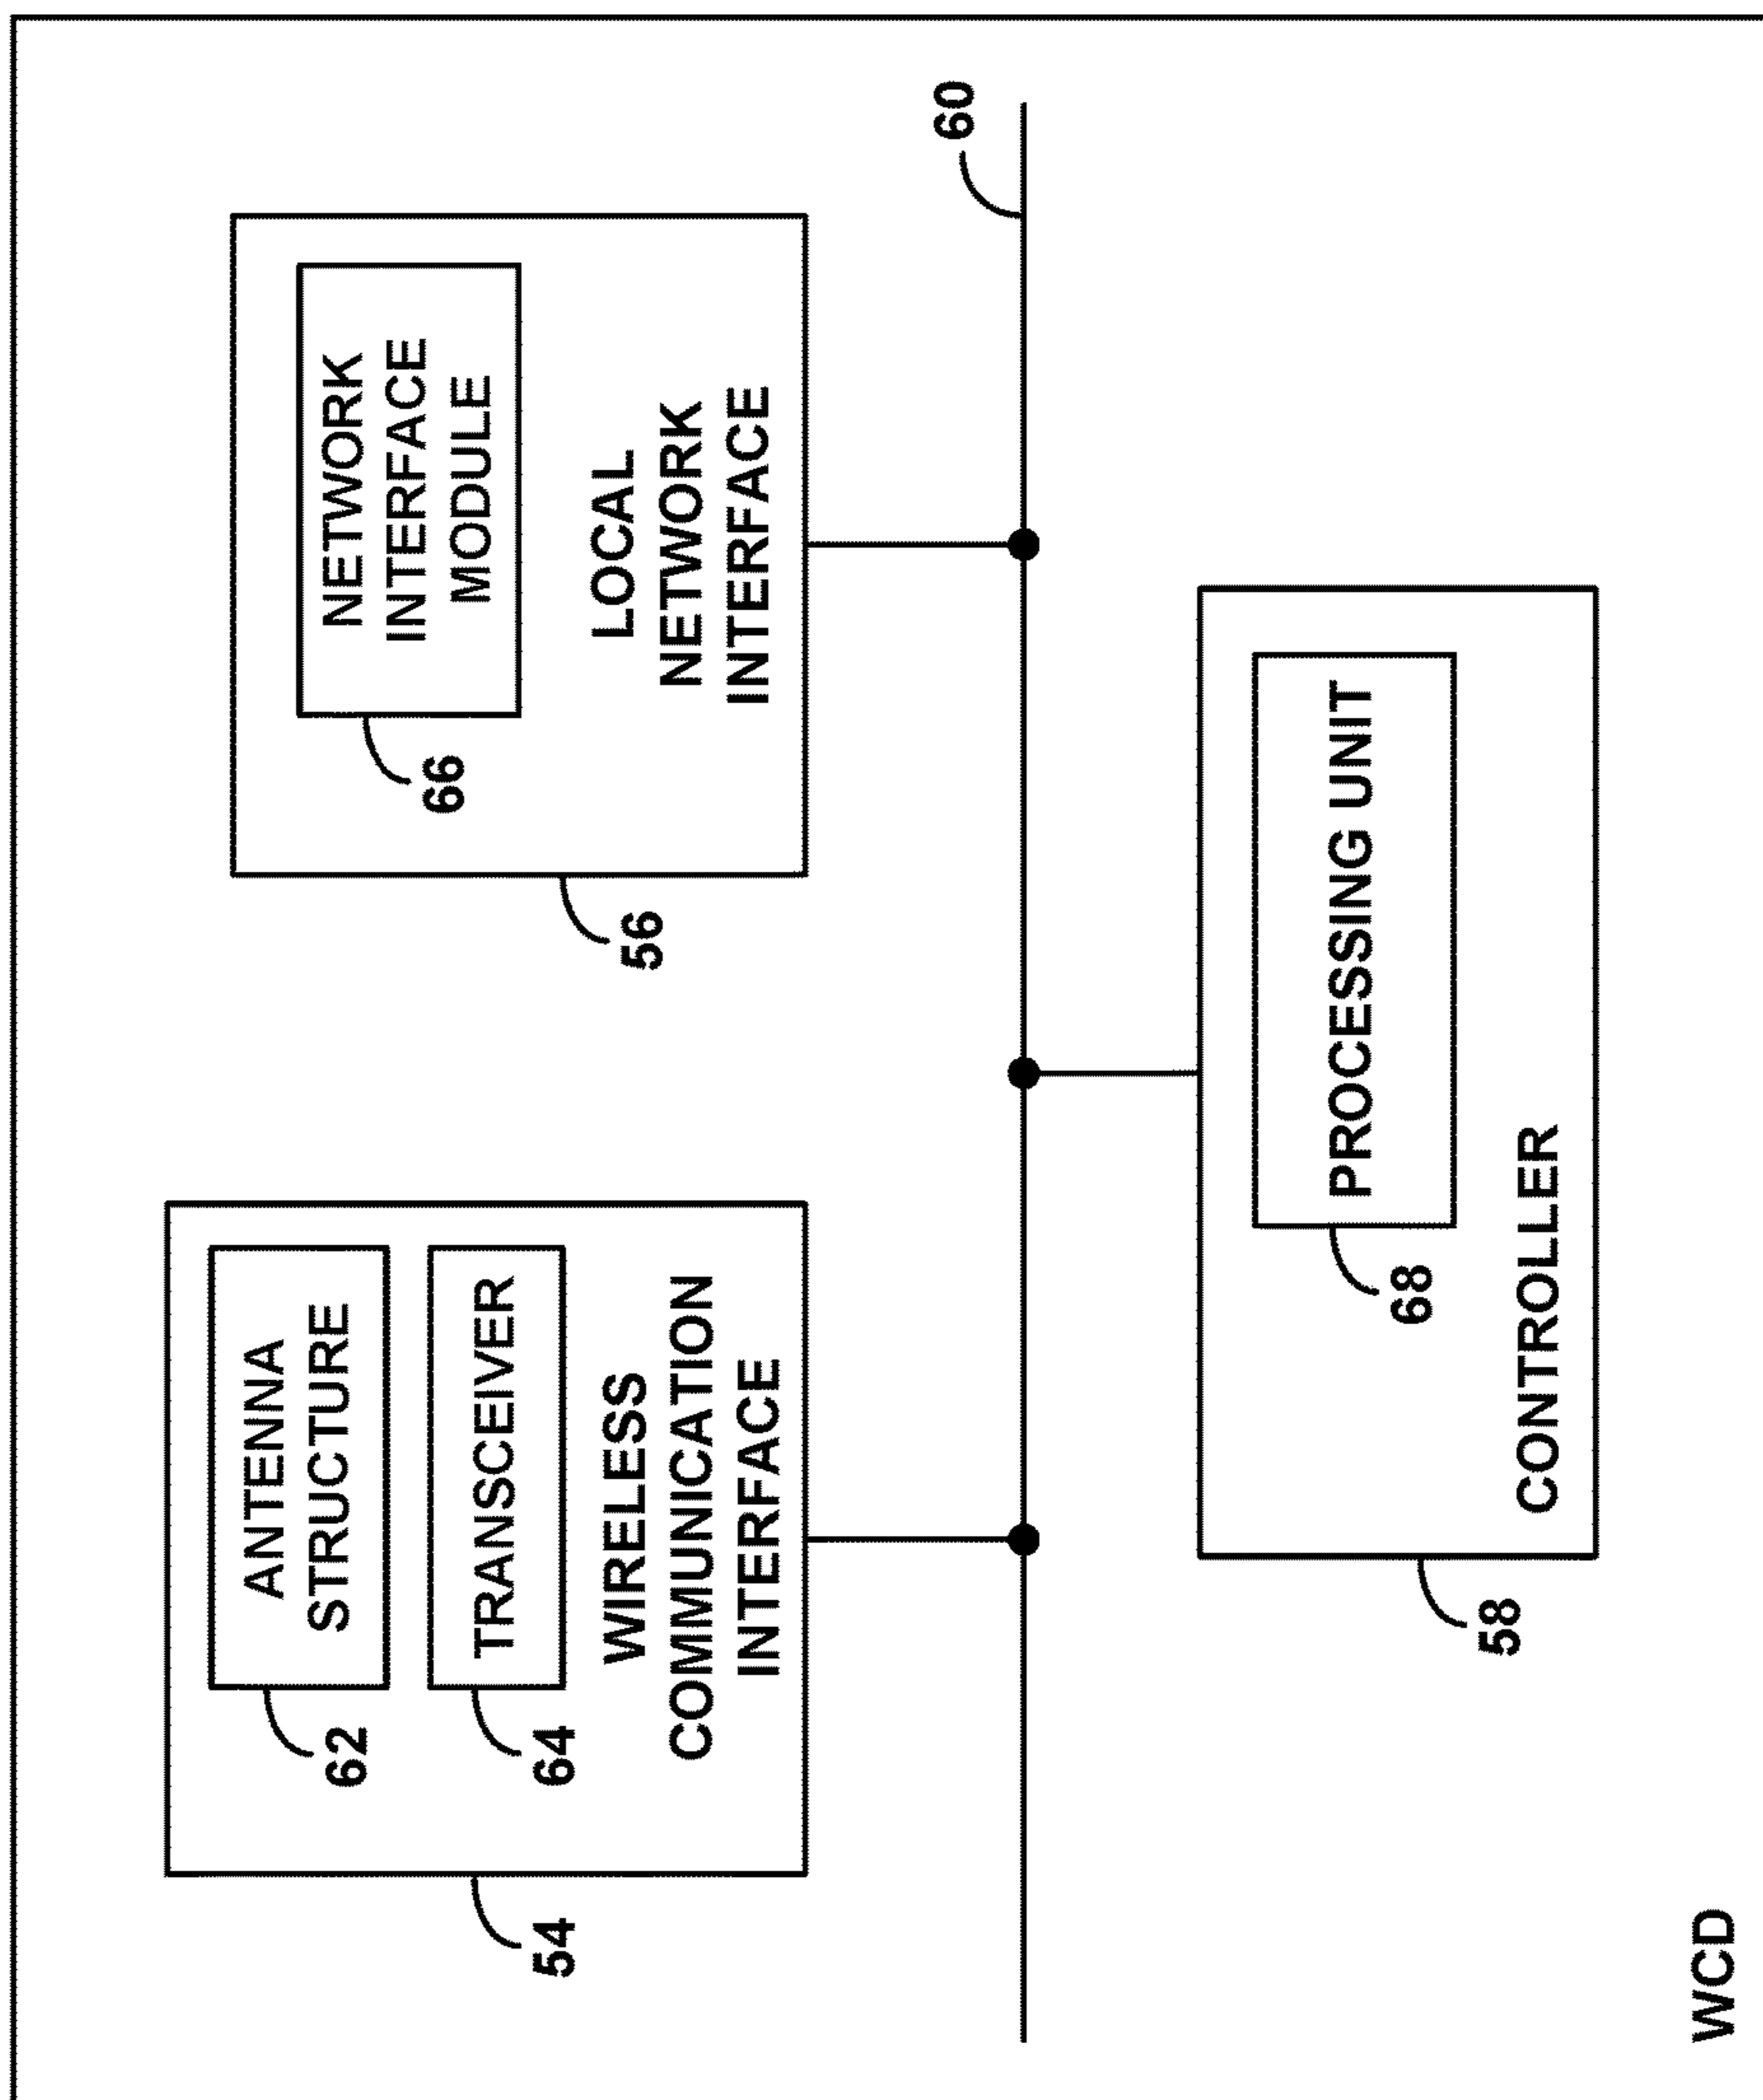 62
ANTENNA
STRUCTURE
64
TRANSCEIVER
WIRELESS
COMMUNICATION
INTERFACE
54
66
NETWORK
INTERFACE
MODULE
LOCAL
NETWORK
INTERFACE
56
60
68
PROCESSING UNIT
CONTROLLER
58
WCD